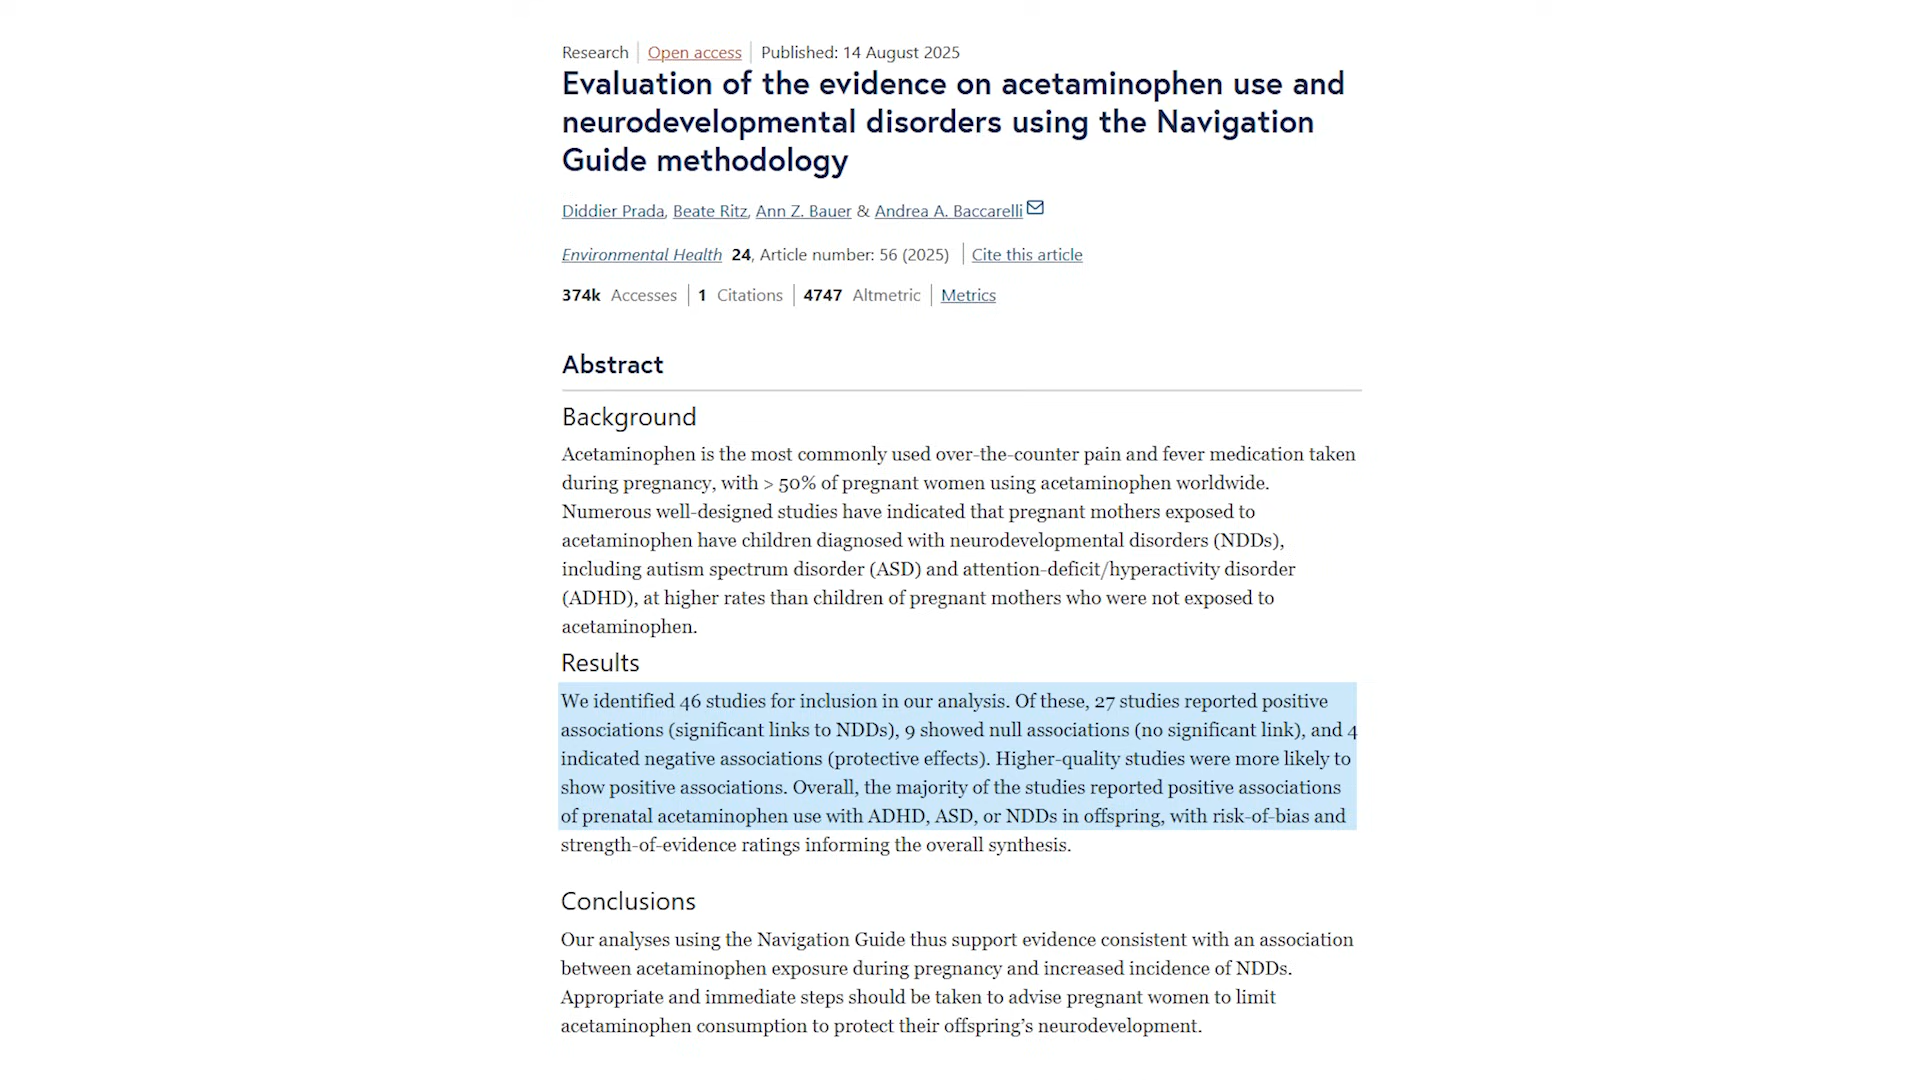 Research | Open access | Published: 14 August 2025
Evaluation of the evidence on acetaminophen use and
neurodevelopmental disorders using the Navigation
Guide methodology
Diddier Prada, Beate Ritz, Ann Z. Bauer & Andrea A. Baccarelli
Environmental Health 24, Article number: 56 (2025) | Cite this article
374k Accesses | 1 Citations | 4747 Altmetric | Metrics
Abstract
Background
Acetaminophen is the most commonly used over-the-counter pain and fever medication taken
during pregnancy, with > 50% of pregnant women using acetaminophen worldwide.
Numerous well-designed studies have indicated that pregnant mothers exposed to
acetaminophen have children diagnosed with neurodevelopmental disorders (NDDs),
including autism spectrum disorder (ASD) and attention-deficit/hyperactivity disorder
(ADHD), at higher rates than children of pregnant mothers who were not exposed to
acetaminophen.
Results
We identified 46 studies for inclusion in our analysis. Of these, 27 studies reported positive
associations (significant links to NDDs), 9 showed null associations (no significant link), and 4
indicated negative associations (protective effects). Higher-quality studies were more likely to
show positive associations. Overall, the majority of the studies reported positive associations
of prenatal acetaminophen use with ADHD, ASD, or NDDs in offspring, with risk-of-bias and
strength-of-evidence ratings informing the overall synthesis.
Conclusions
Our analyses using the Navigation Guide thus support evidence consistent with an association
between acetaminophen exposure during pregnancy and increased incidence of NDDs.
Appropriate and immediate steps should be taken to advise pregnant women to limit
acetaminophen consumption to protect their offspring’s neurodevelopment.